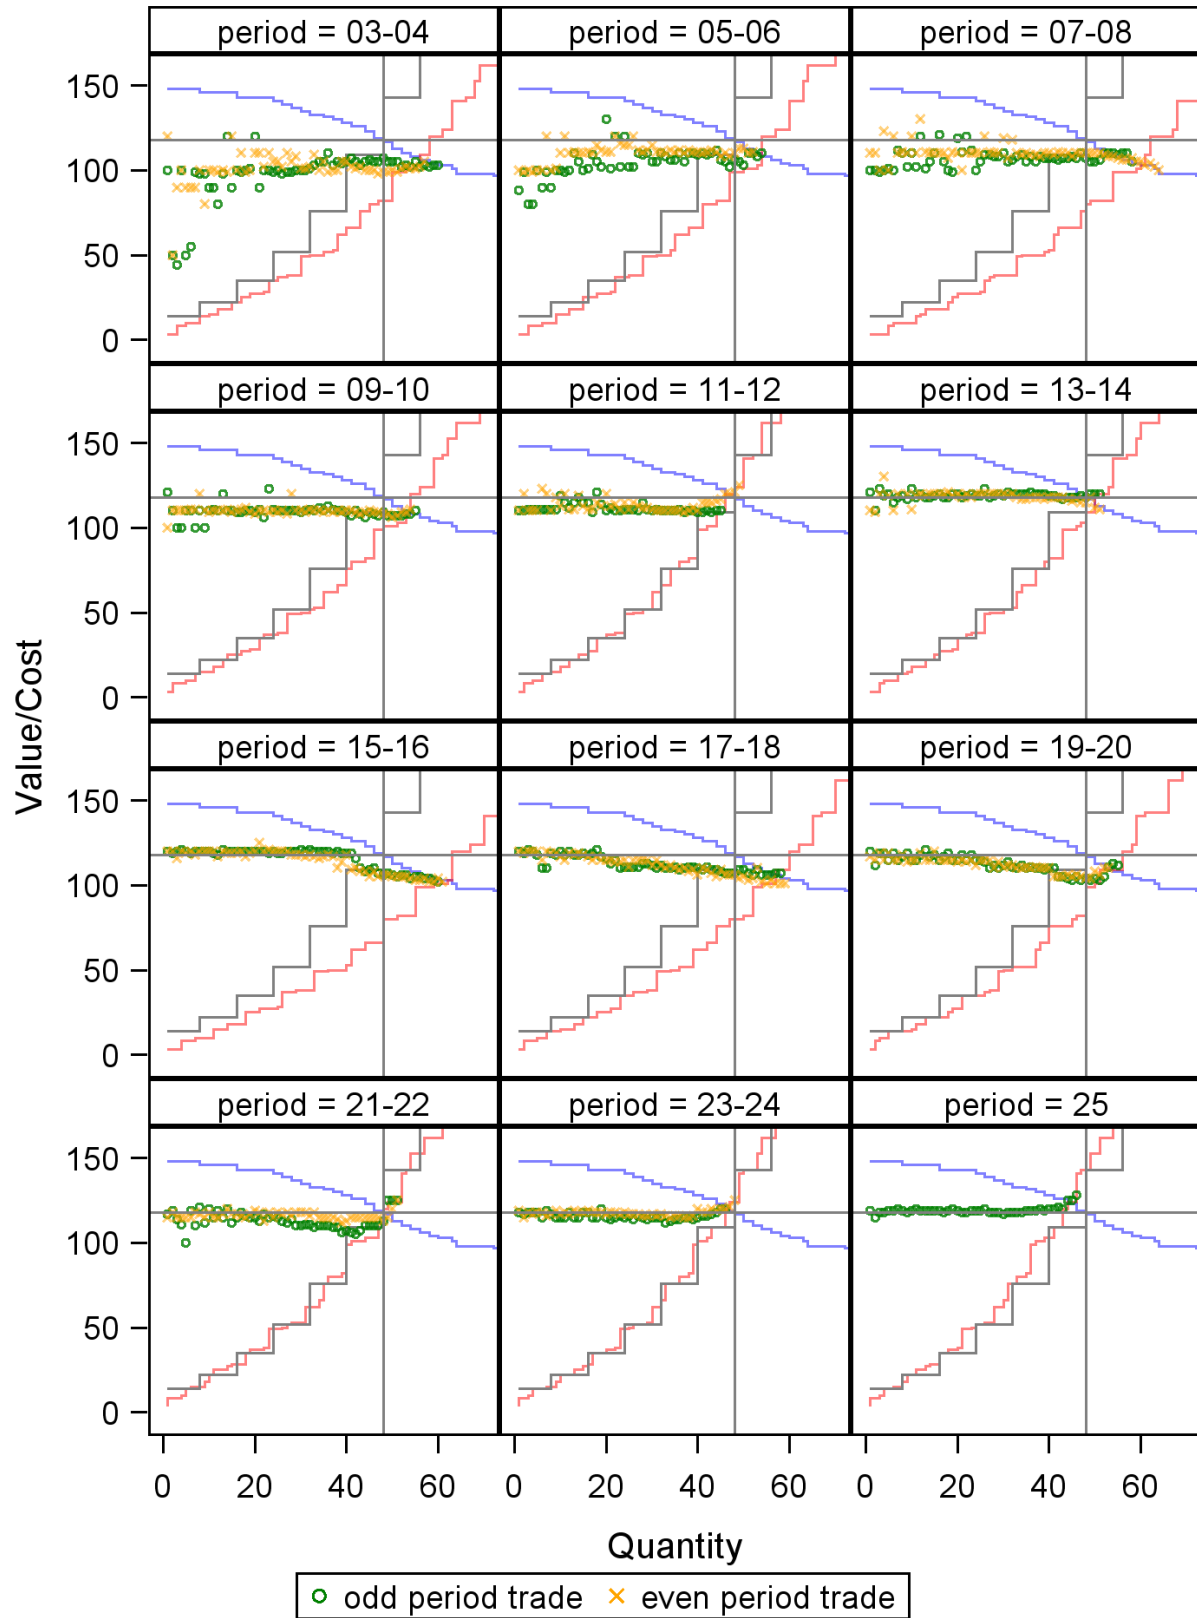 period = 03-04 period = 05-06 period = 07-08
150
100
50
0
period = 09-10 period = 11-12 period = 13-14
150
100
50
0
Value/Cost
period = 15-16 period = 17-18 period = 19-20
150
100
50
0
period = 21-22 period = 23-24 period = 25
150
100
50
0
0 20 40 60 0 20 40 60 0 20 40 60
Quantity
odd period trade even period trade